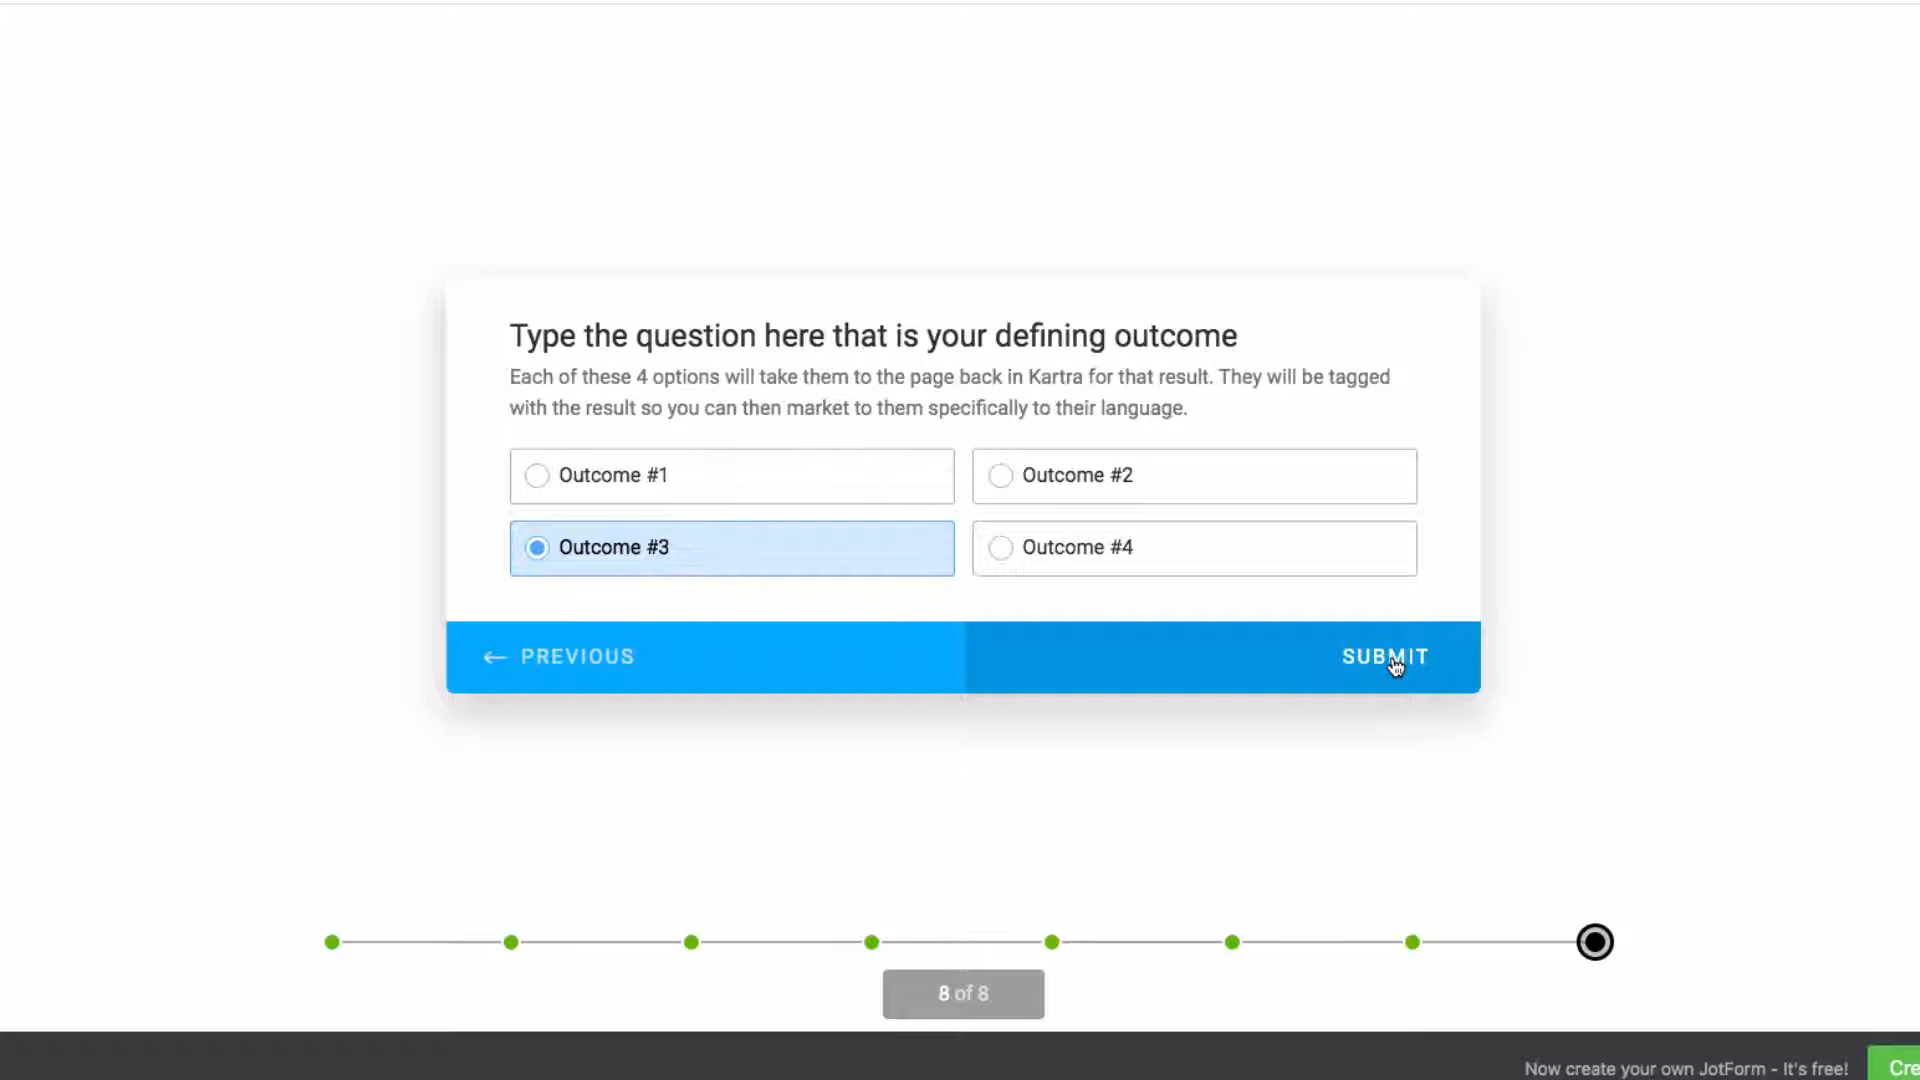 Type the question here that is your defining outcome
Each of these 4 options will take them to the page back in Kartra for that result. They will be tagged
with the result so you can then market to them specifically to their language.
Outcome #1
Outcome #2
Outcome #3
Outcome #4
PREVIOUS
SUBMIT
8 of 8
Now create your own JotForm - It's free!
Cre